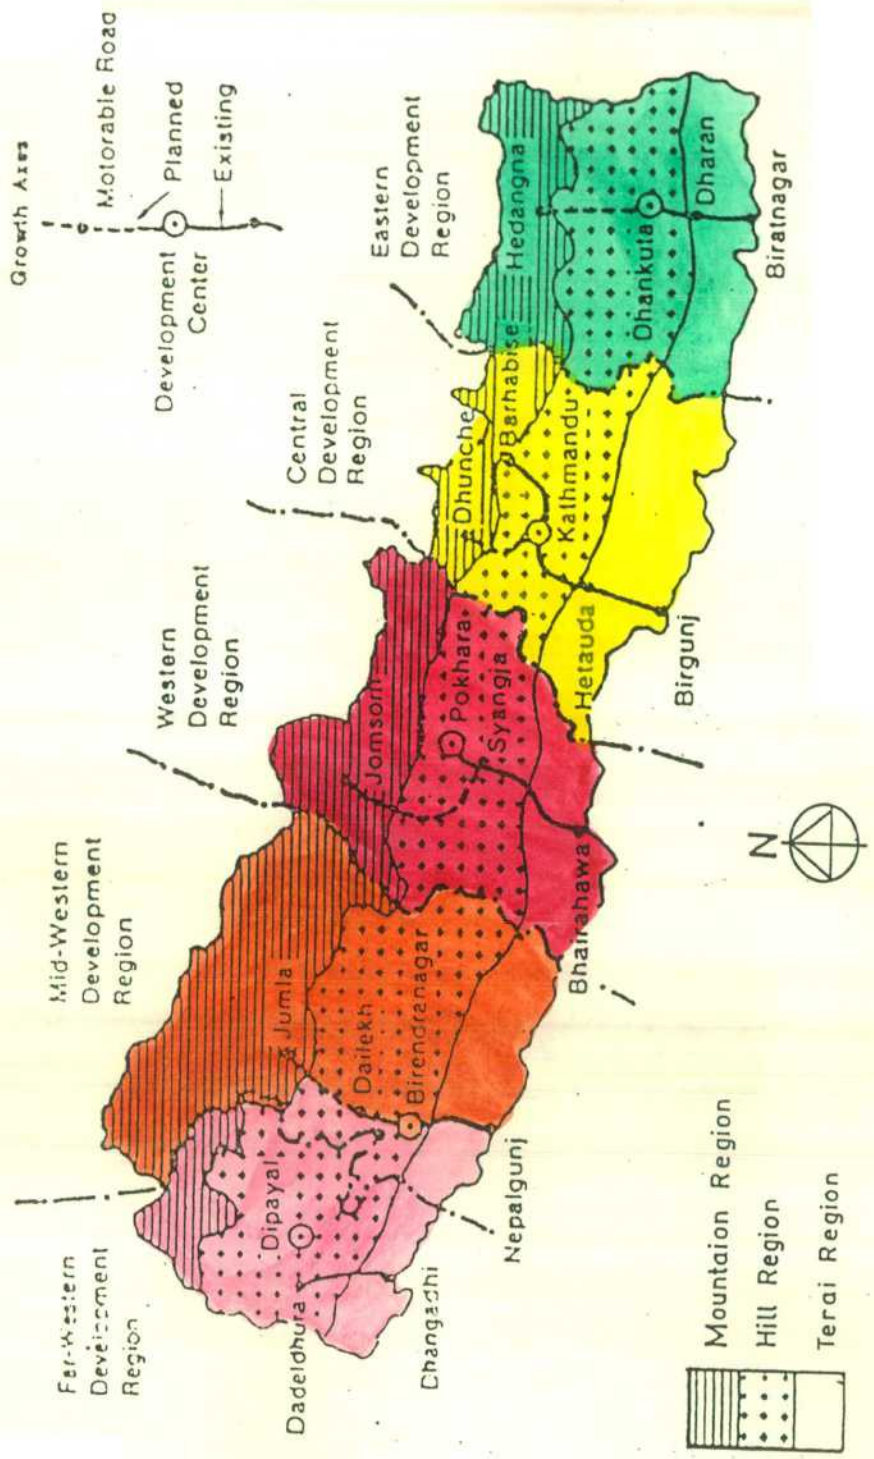 Growth Axes
Motorable Road
Planned
Development
Center
Existing
Far-Western
Development
Region
Mid-Western
Development
Region
Western
Development
Region
Central
Development
Region
Eastern
Development
Region
Dipayal
Dadeldhura
Dhangadhi
Jumla
Dailekh
Birendranagar
Nepalgunj
Jomsom
Pokhara
Syangja
Bhairahawa
Dhunche
Barhabise
Kathmandu
Hetauda
Birgunj
Hedangna
Dhankuta
Dharan
Biratnagar
N
Mountaion Region
Hill Region
Terai Region